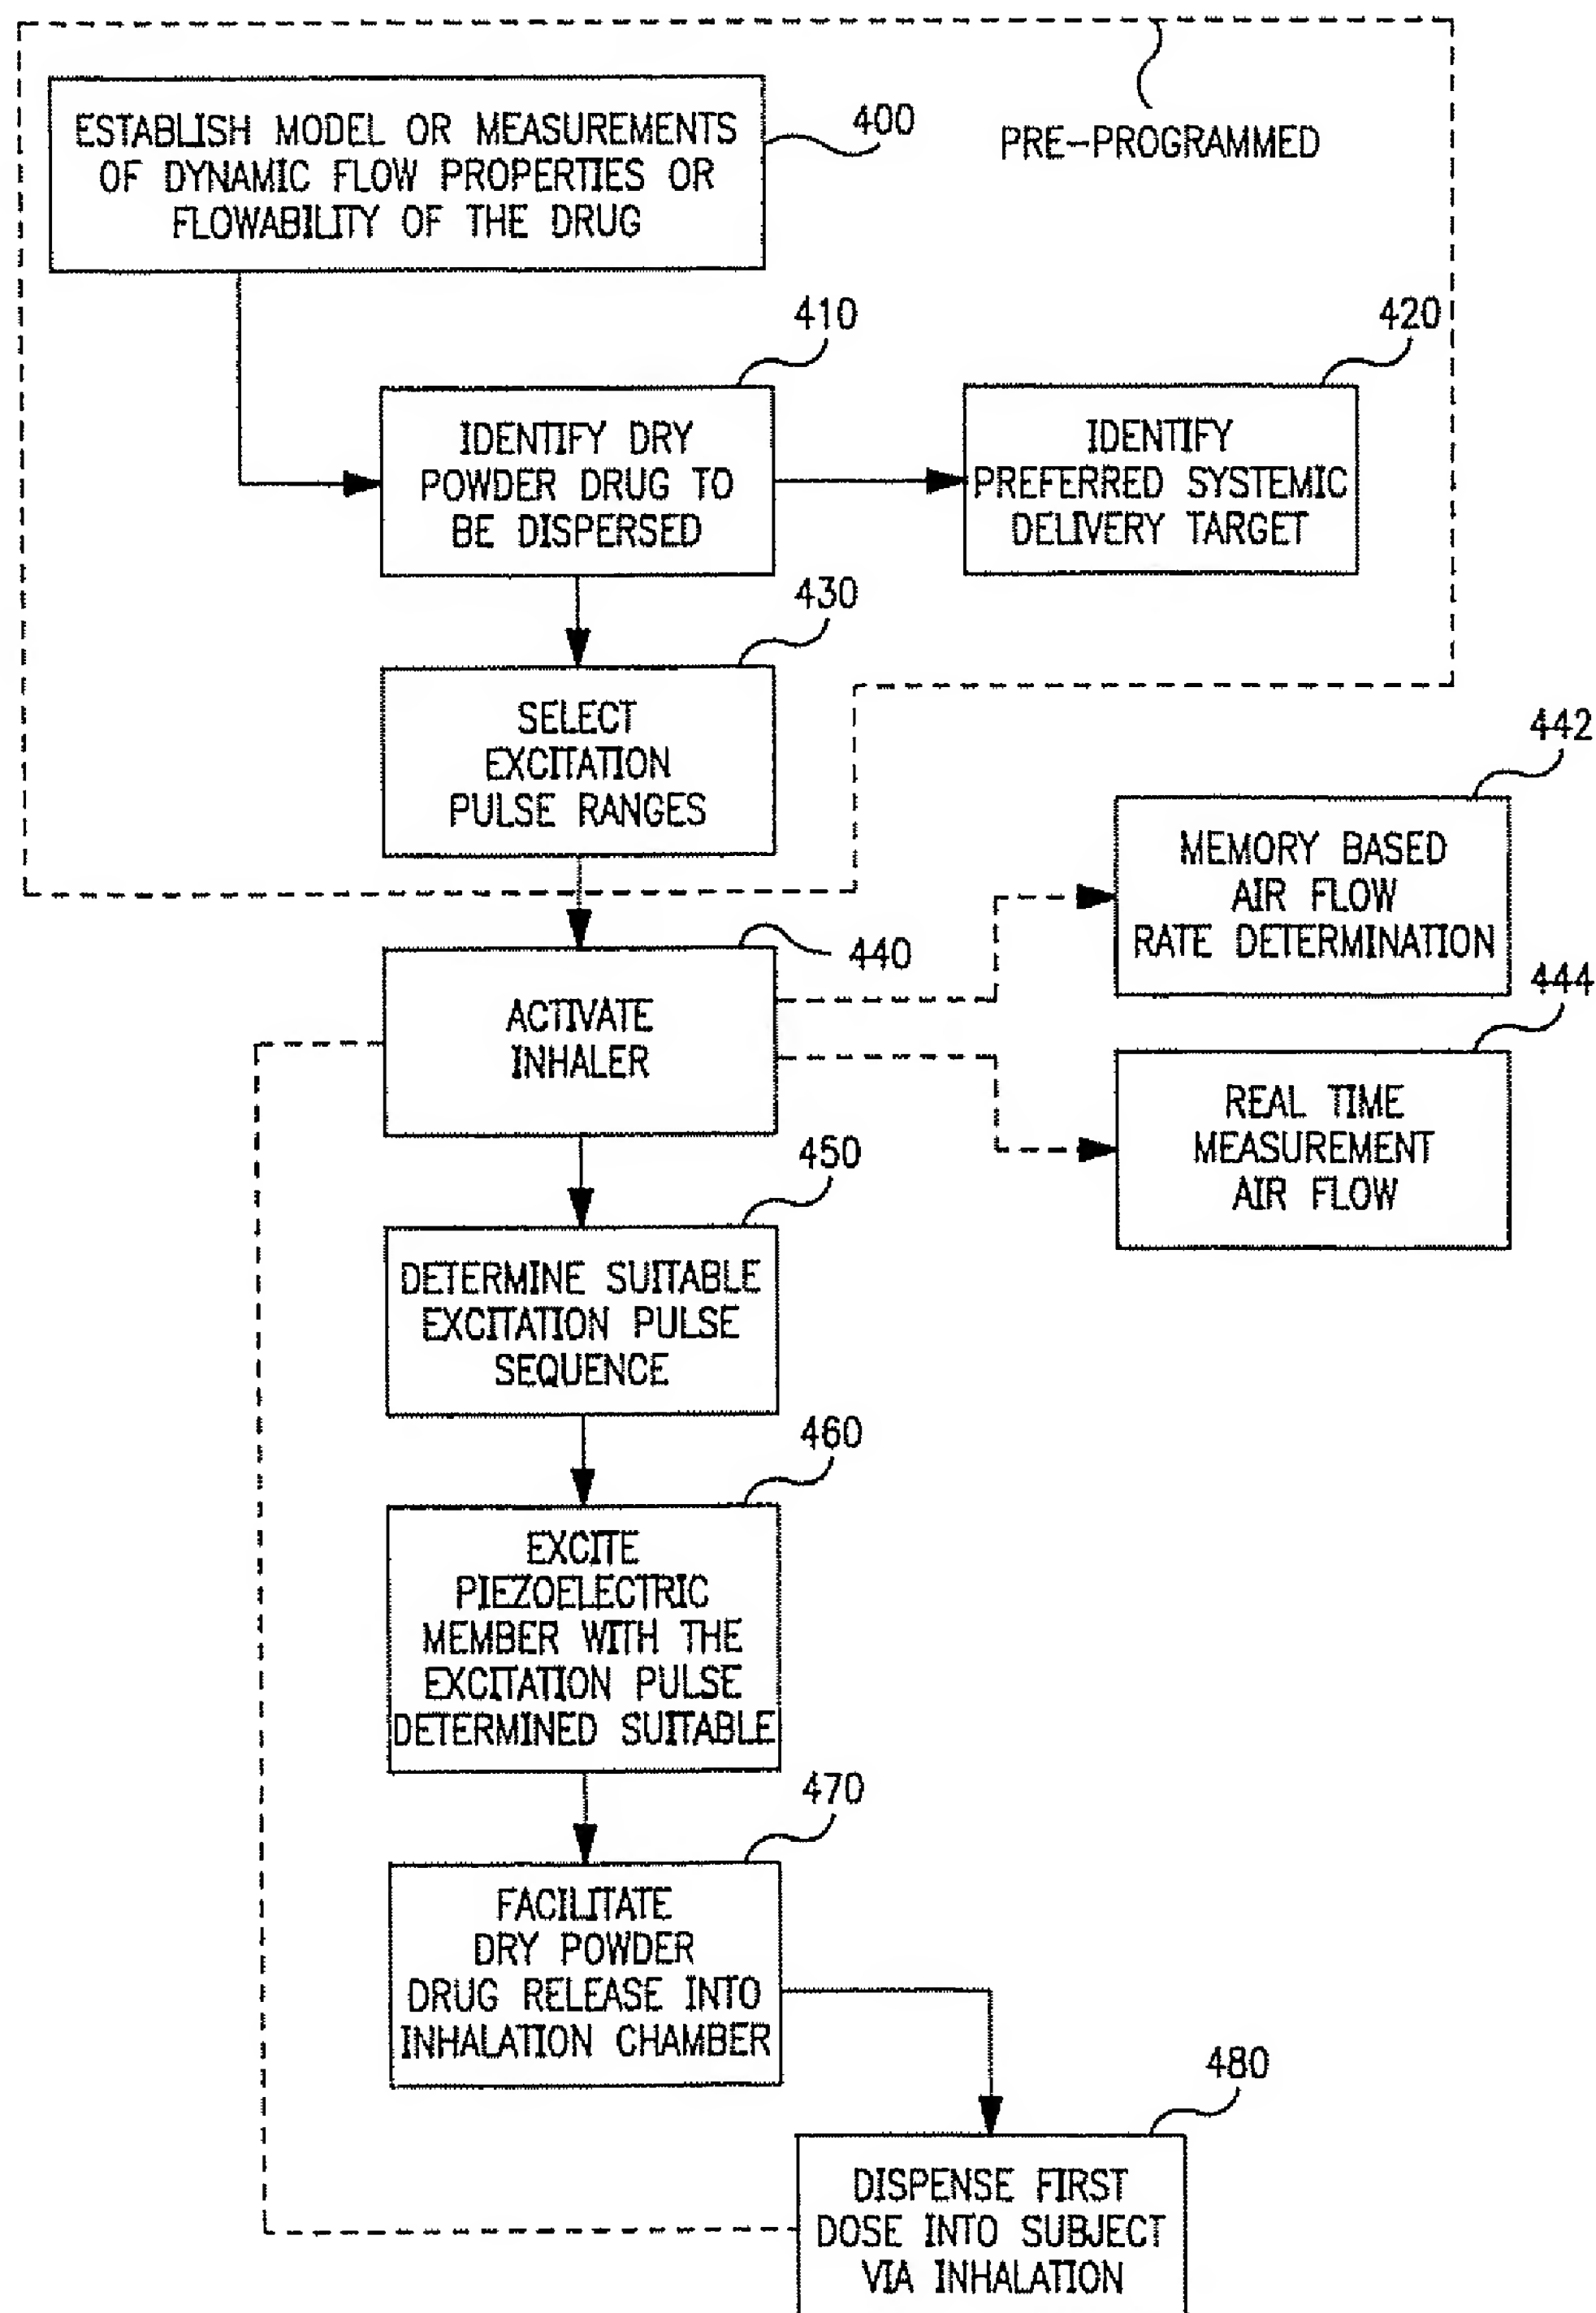 PRE-PROGRAMMED
400
ESTABLISH MODEL OR MEASUREMENTS
OF DYNAMIC FLOW PROPERTIES OR
FLOWABILITY OF THE DRUG
410
IDENTIFY DRY
POWDER DRUG TO
BE DISPERSED
420
IDENTIFY
PREFERRED SYSTEMIC
DELIVERY TARGET
430
SELECT
EXCITATION
PULSE RANGES
440
ACTIVATE
INHALER
442
MEMORY BASED
AIR FLOW
RATE DETERMINATION
444
REAL TIME
MEASUREMENT
AIR FLOW
450
DETERMINE SUITABLE
EXCITATION PULSE
SEQUENCE
460
EXCITE
PIEZOELECTRIC
MEMBER WITH THE
EXCITATION PULSE
DETERMINED SUITABLE
470
FACILITATE
DRY POWDER
DRUG RELEASE INTO
INHALATION CHAMBER
480
DISPENSE FIRST
DOSE INTO SUBJECT
VIA INHALATION